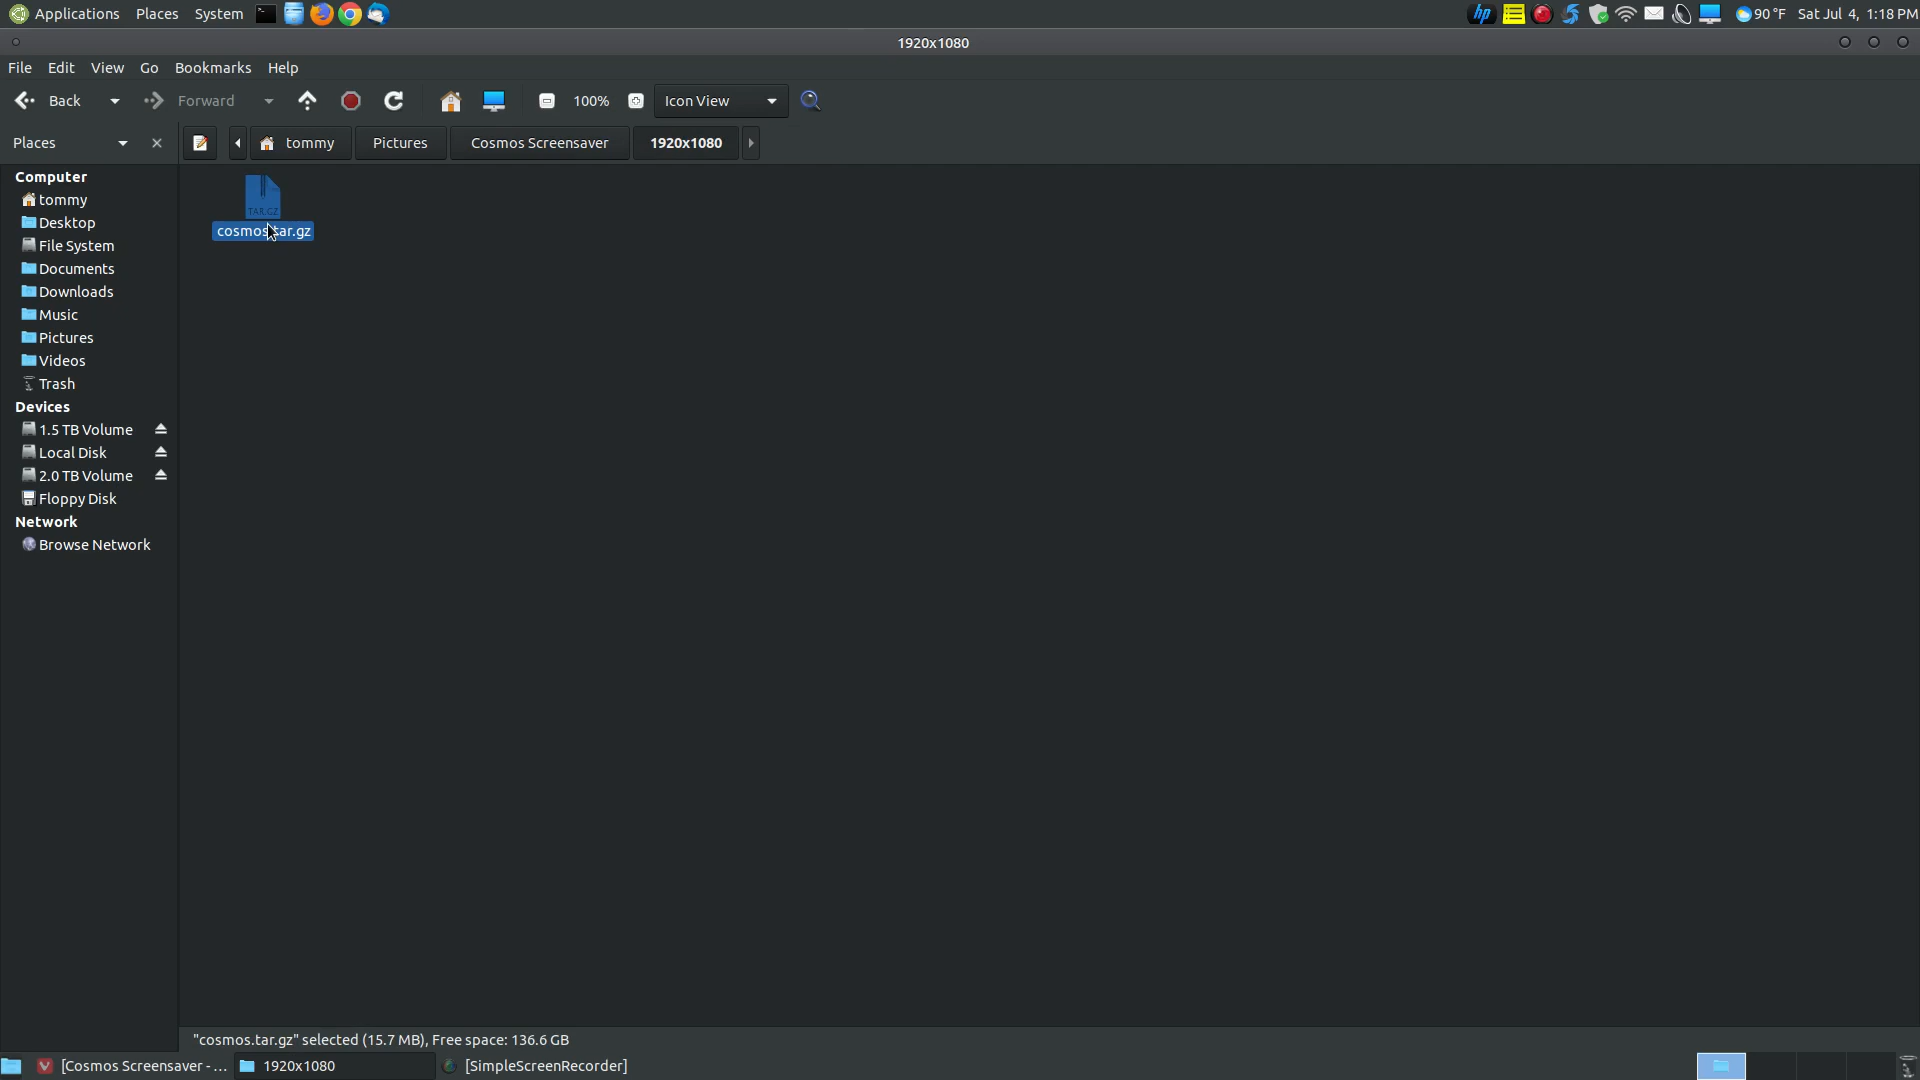 Applications Places System
hp 90 °F Sat Jul 4, 1:18 PM
1920x1080
File Edit View Go Bookmarks Help
Back Forward 100% Icon View
Places tommy Pictures Cosmos Screensaver 1920x1080
Computer
tommy
Desktop
File System
Documents
Downloads
Music
Pictures
Videos
Trash
Devices
1.5 TB Volume
Local Disk
2.0 TB Volume
Floppy Disk
Network
Browse Network
TAR.GZ
cosmos.tar.gz
"cosmos.tar.gz" selected (15.7 MB), Free space: 136.6 GB
[Cosmos Screensaver - ... 1920x1080 [SimpleScreenRecorder]